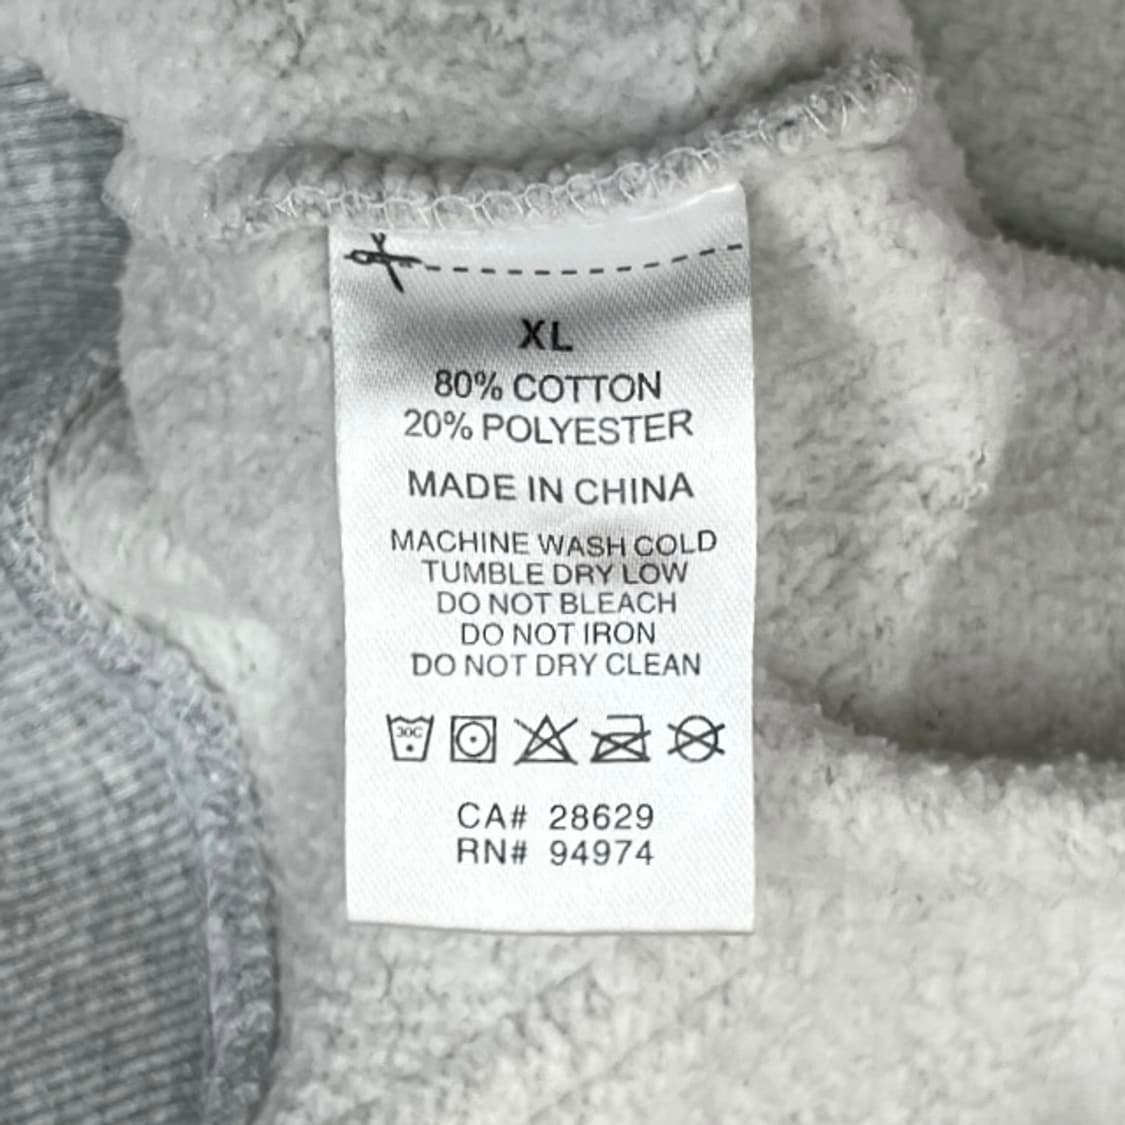 XL
80% COTTON
20% POLYESTER
MADE IN CHINA
MACHINE WASH COLD
TUMBLE DRY LOW
DO NOT BLEACH
DO NOT IRON
DO NOT DRY CLEAN
30C
CA# 28629
RN# 94974